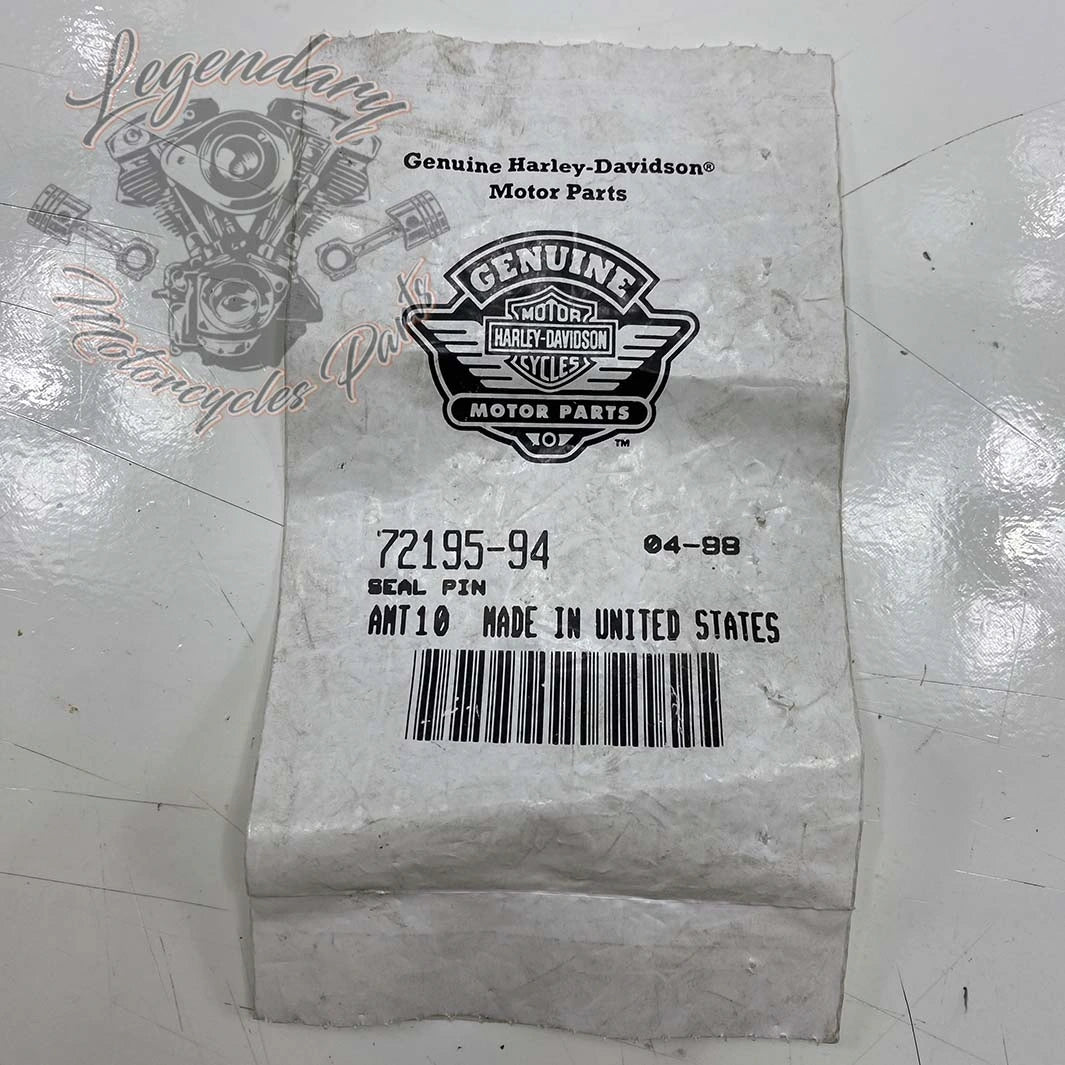 Legendary
Motorcycles Parts
Genuine Harley-Davidson®
Motor Parts
GENUINE
MOTOR
HARLEY-DAVIDSON
CYCLES
MOTOR PARTS
TM
72195-94 04-98
SEAL PIN
AMT10 MADE IN UNITED STATES